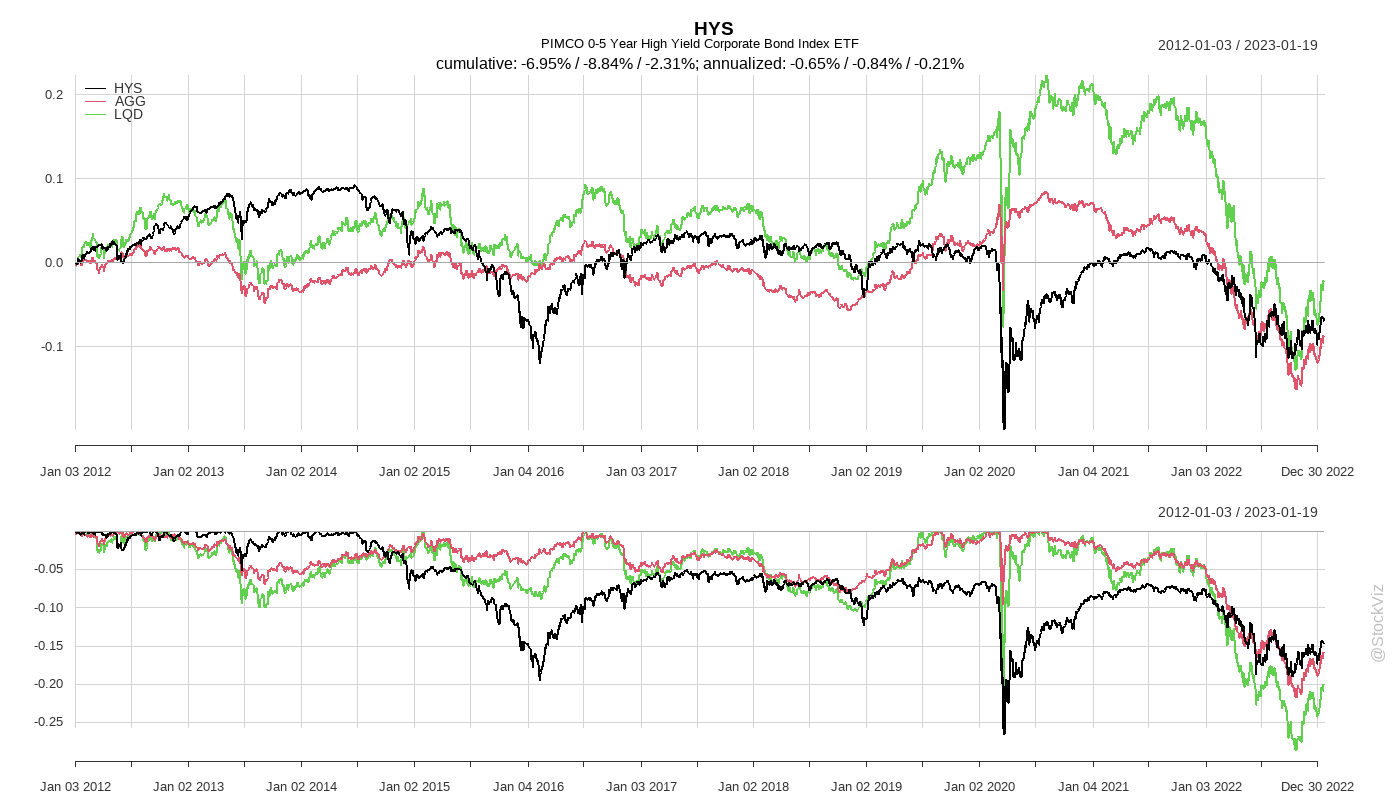 HYS
PIMCO 0-5 Year High Yield Corporate Bond Index ETF
2012-01-03 / 2023-01-19
cumulative: -6.95% / -8.84% / -2.31%; annualized: -0.65% / -0.84% / -0.21%
HYS
AGG
LQD
0.2
0.1
0.0
-0.1
Jan 03 2012 Jan 02 2013 Jan 02 2014 Jan 02 2015 Jan 04 2016 Jan 03 2017 Jan 02 2018 Jan 02 2019 Jan 02 2020 Jan 04 2021 Jan 03 2022 Dec 30 2022
2012-01-03 / 2023-01-19
-0.05
-0.10
-0.15
-0.20
-0.25
Jan 03 2012 Jan 02 2013 Jan 02 2014 Jan 02 2015 Jan 04 2016 Jan 03 2017 Jan 02 2018 Jan 02 2019 Jan 02 2020 Jan 04 2021 Jan 03 2022 Dec 30 2022
@StockViz